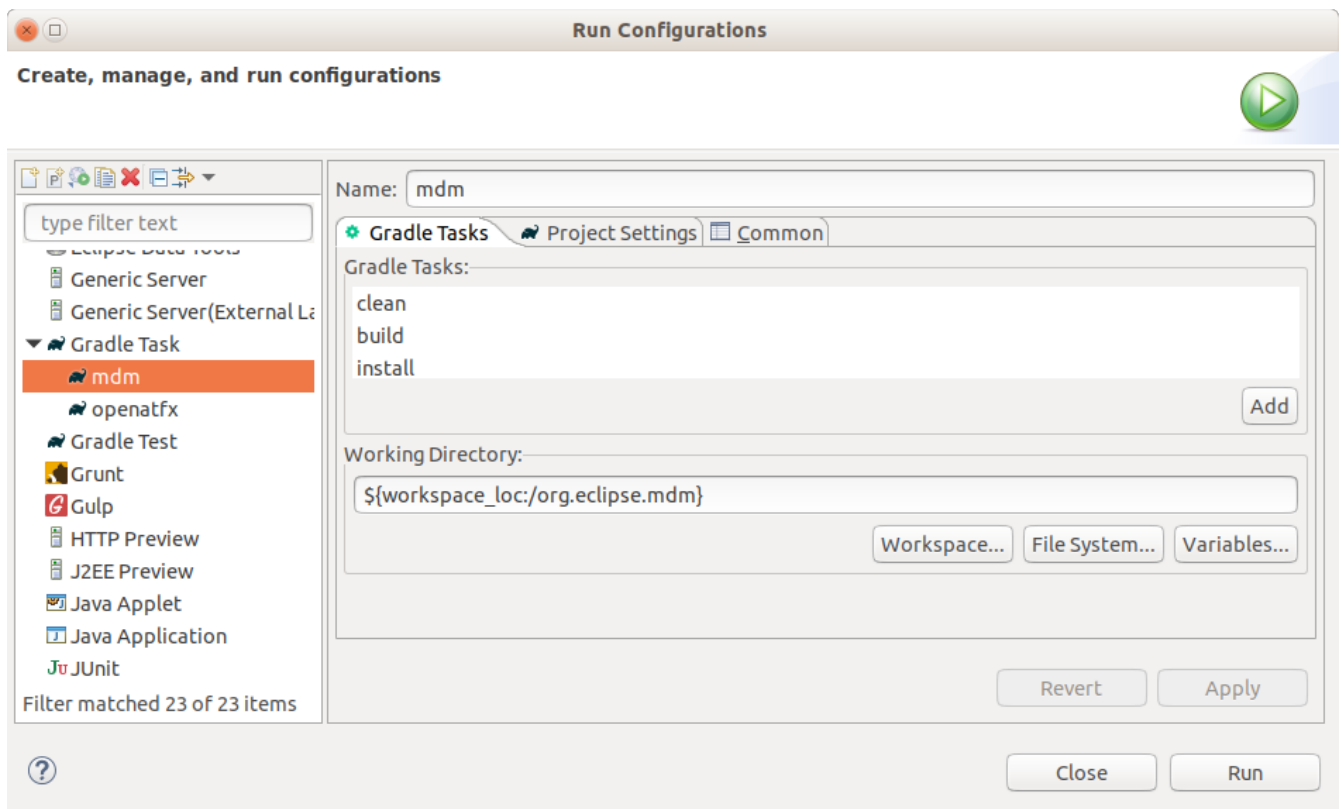 Run Configurations
Create, manage, and run configurations
type filter text
Eclipse Data Tools
Generic Server
Generic Server(External La
Gradle Task
mdm
openatfx
Gradle Test
Grunt
Gulp
HTTP Preview
J2EE Preview
Java Applet
Java Application
JUnit
Filter matched 23 of 23 items
Name: mdm
Gradle Tasks Project Settings Common
Gradle Tasks:
clean
build
install
Add
Working Directory:
${workspace_loc:/org.eclipse.mdm}
Workspace... File System... Variables...
Revert Apply
Close Run